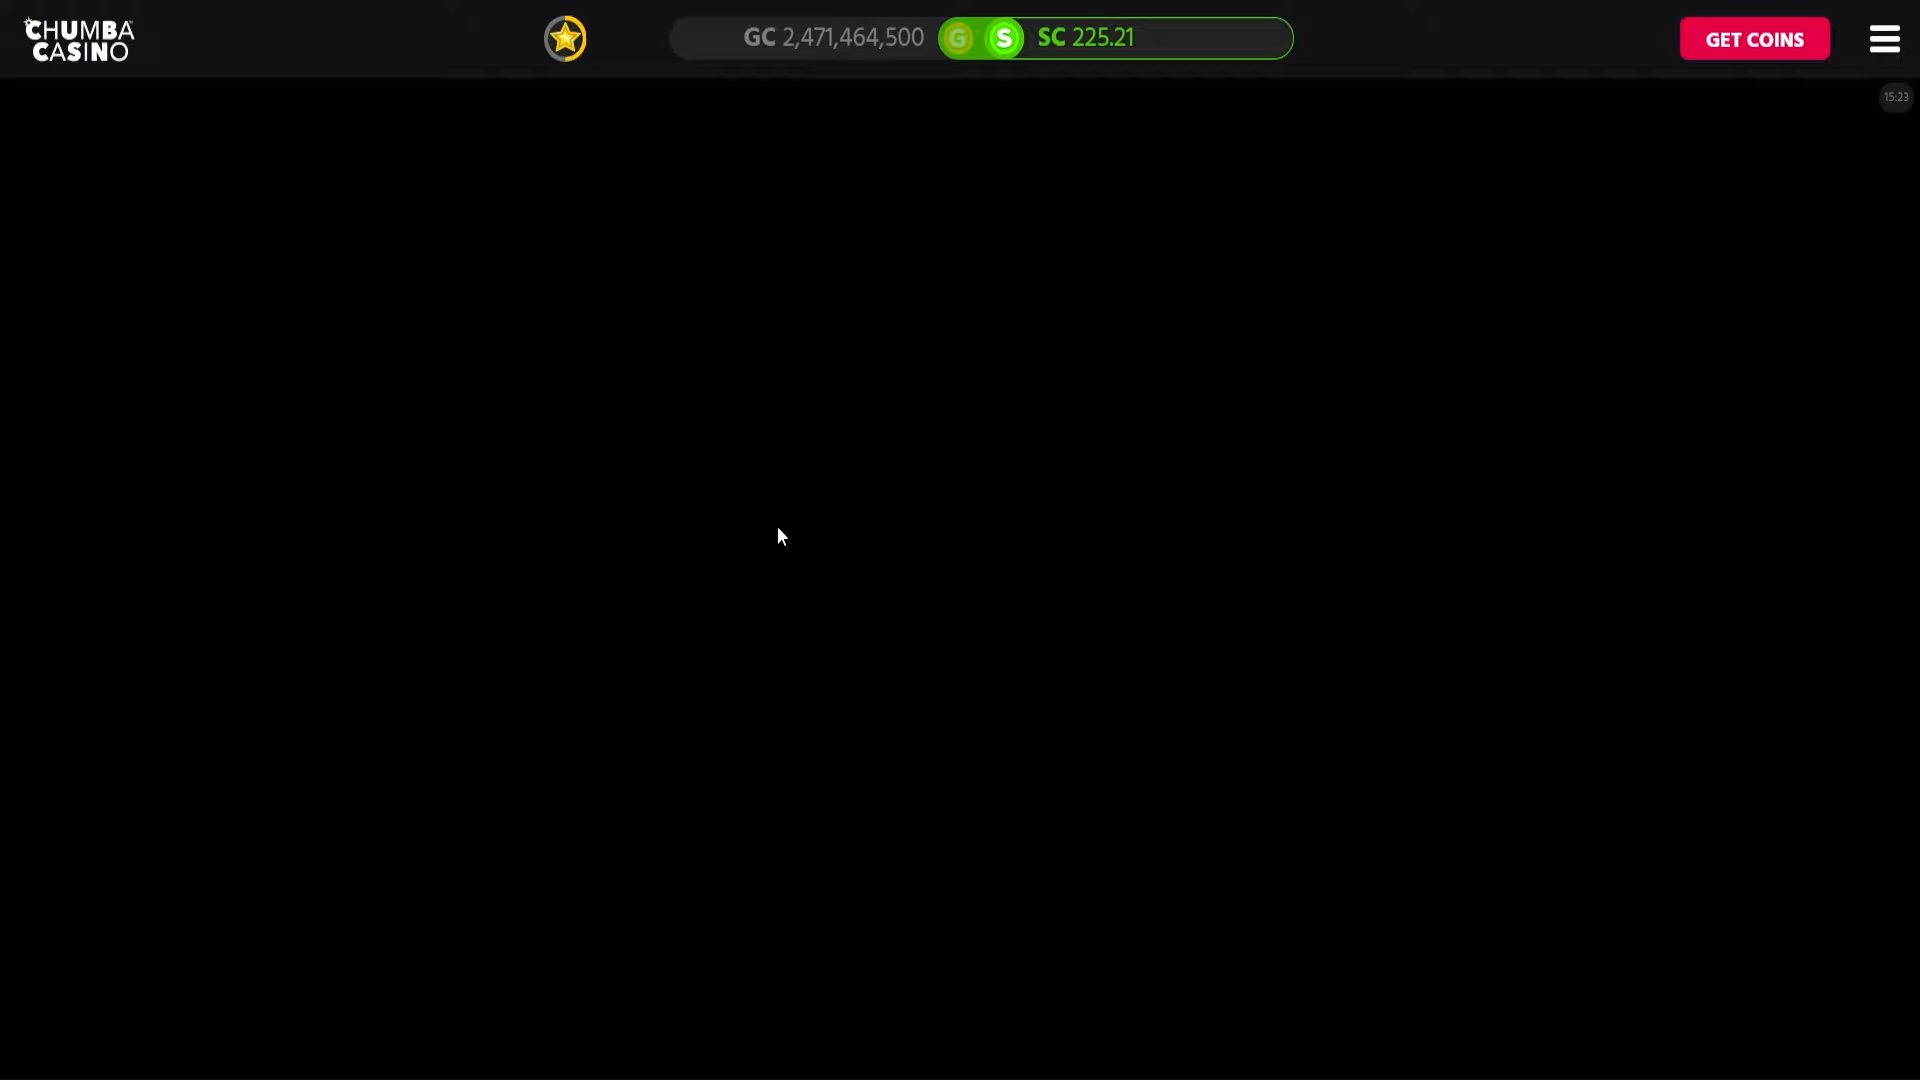 CHUMBA
CASINO
GC 2,471,464,500 G S SC 225.21
GET COINS
15:23